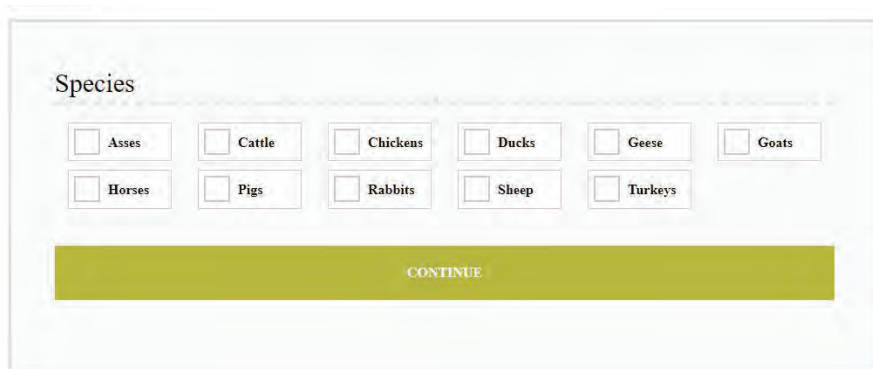 Species
Asses Cattle Chickens Ducks Geese Goats
Horses Pigs Rabbits Sheep Turkeys
CONTINUE